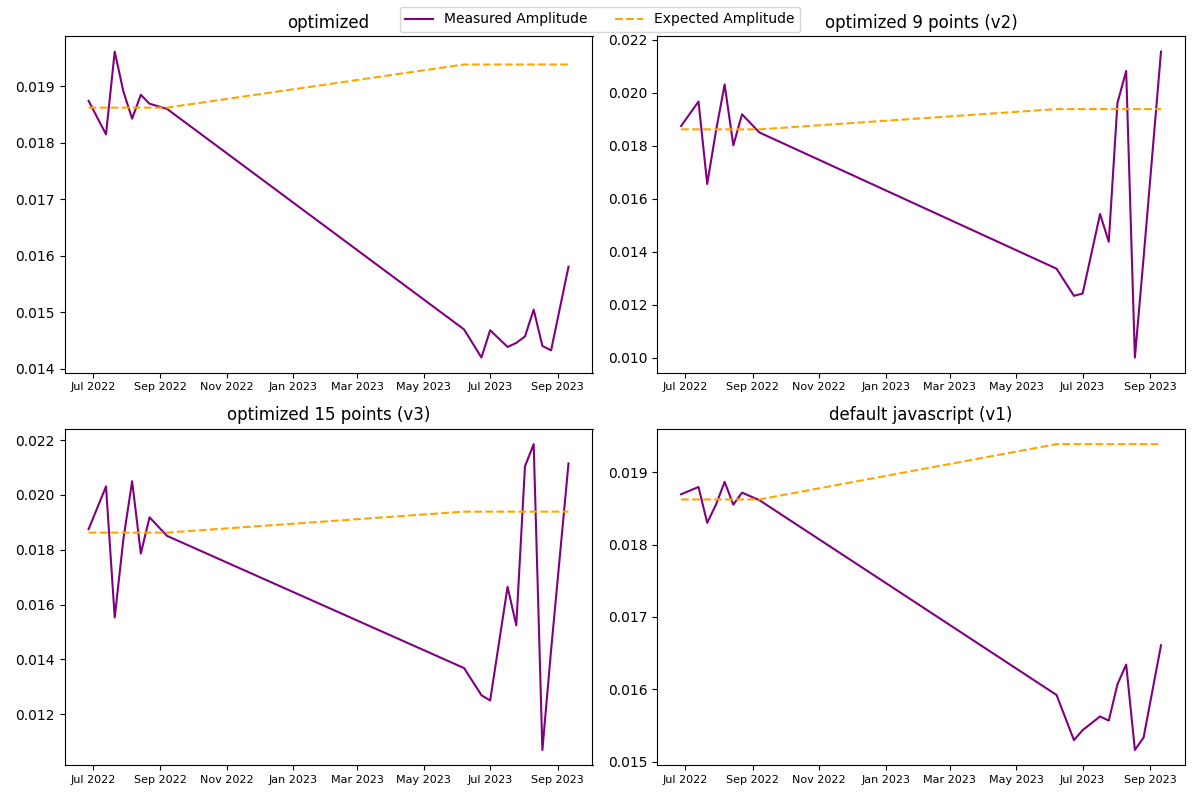 Measured Amplitude Expected Amplitude
optimized
0.019
0.018
0.017
0.016
0.015
0.014
Jul 2022 Sep 2022 Nov 2022 Jan 2023 Mar 2023 May 2023 Jul 2023 Sep 2023
optimized 9 points (v2)
0.022
0.020
0.018
0.016
0.014
0.012
0.010
Jul 2022 Sep 2022 Nov 2022 Jan 2023 Mar 2023 May 2023 Jul 2023 Sep 2023
optimized 15 points (v3)
0.022
0.020
0.018
0.016
0.014
0.012
Jul 2022 Sep 2022 Nov 2022 Jan 2023 Mar 2023 May 2023 Jul 2023 Sep 2023
default javascript (v1)
0.019
0.018
0.017
0.016
0.015
Jul 2022 Sep 2022 Nov 2022 Jan 2023 Mar 2023 May 2023 Jul 2023 Sep 2023